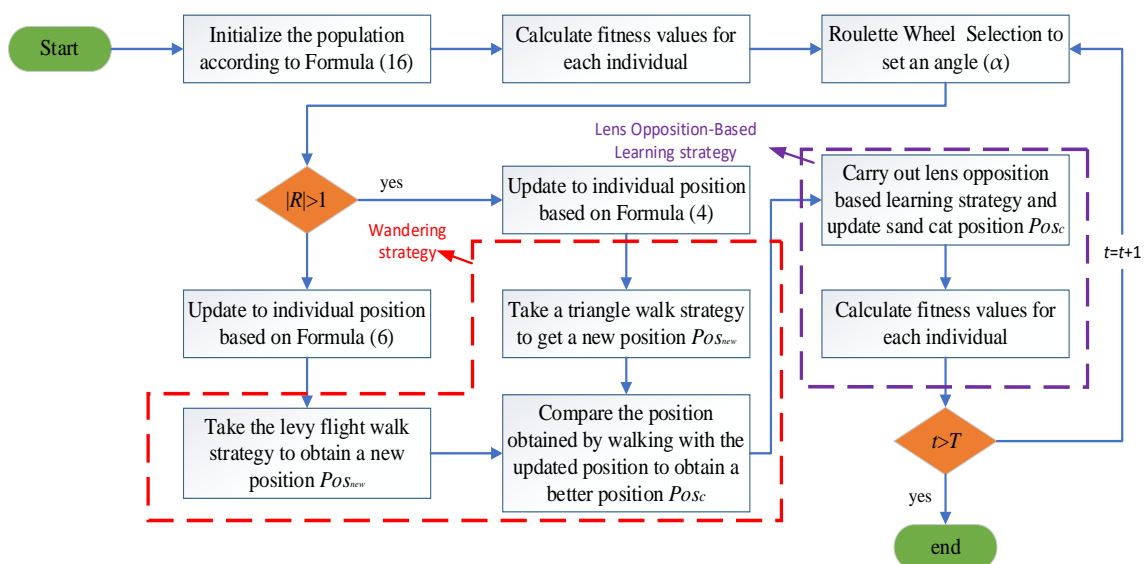 Start
Initialize the population
according to Formula (16)
Calculate fitness values for
each individual
Roulette Wheel Selection to
set an angle (α)
|R|>1
yes
Update to individual position
based on Formula (4)
Lens Opposition-Based
Learning strategy
Carry out lens opposition
based learning strategy and
update sand cat position Posc
t=t+1
Wandering
strategy
Update to individual position
based on Formula (6)
Take a triangle walk strategy
to get a new position Posnew
Calculate fitness values for
each individual
Take the levy flight walk
strategy to obtain a new
position Posnew
Compare the position
obtained by walking with the
updated position to obtain a
better position Posc
t>T
yes
end